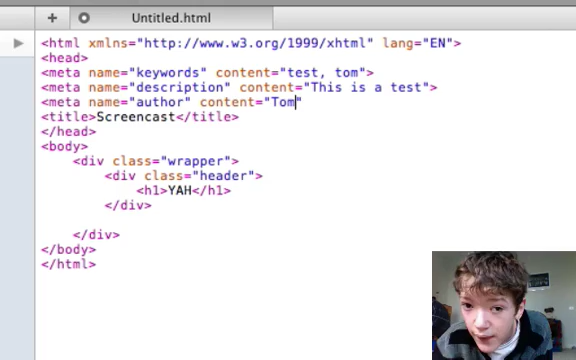 Untitled.html
<html xmlns="http://www.w3.org/1999/xhtml" lang="EN">
<head>
<meta name="keywords" content="test, tom">
<meta name="description" content="This is a test">
<meta name="author" content="Tom"
<title>Screencast</title>
</head>
<body>
<div class="wrapper">
<div class="header">
<h1>YAH</h1>
</div>
</div>
</body>
</html>